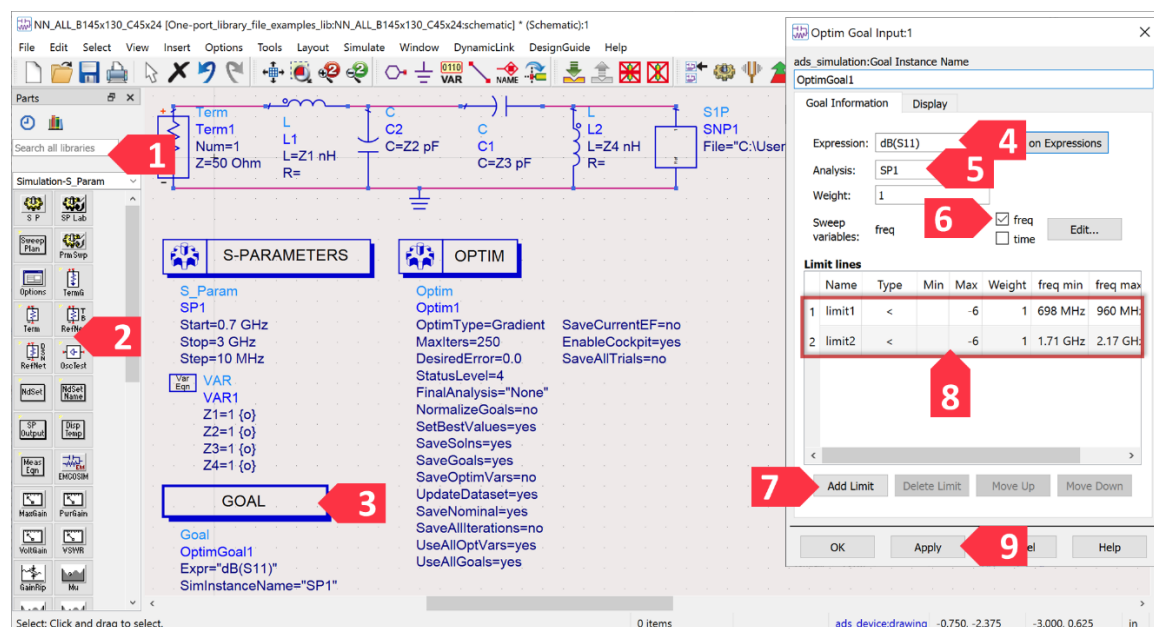 NN_ALL_B145x130_C45x24 [One-port_library_file_examples_lib:NN_ALL_B145x130_C45x24:schematic] * (Schematic):1
File Edit Select View Insert Options Tools Layout Simulate Window DynamicLink DesignGuide Help
0110
VAR
NAME
Parts
Search all libraries
1
Simulation-S_Param
S P
SP Lab
Sweep
Plan
Prm Swp
Options
TermG
Term
2
RefNet
OscTest
NdSet
NdSet
Name
SP
Output
Disp
Temp
Meas
Eqn
EM
EMCOSIM
MaxGain
PwrGain
VoltGain
VSWR
GainRip
Mu
+
Term
Term1
Num=1
Z=50 Ohm
-
L
L1
L=Z1 nH
R=
C
C2
C=Z2 pF
C
C1
C=Z3 pF
L
L2
L=Z4 nH
R=
S1P
SNP1
File="C:\User
S-PARAMETERS
S_Param
SP1
Start=0.7 GHz
Stop=3 GHz
Step=10 MHz
Var
Eqn
VAR
VAR1
Z1=1 {o}
Z2=1 {o}
Z3=1 {o}
Z4=1 {o}
GOAL
3
Goal
OptimGoal1
Expr="dB(S11)"
SimInstanceName="SP1"
OPTIM
Optim
Optim1
OptimType=Gradient
MaxIters=250
DesiredError=0.0
StatusLevel=4
FinalAnalysis="None"
NormalizeGoals=no
SetBestValues=yes
SaveSolns=yes
SaveGoals=yes
SaveOptimVars=no
UpdateDataset=yes
SaveNominal=yes
SaveAllIterations=no
UseAllOptVars=yes
UseAllGoals=yes
SaveCurrentEF=no
EnableCockpit=yes
SaveAllTrials=no
Optim Goal Input:1
ads_simulation:Goal Instance Name
OptimGoal1
Goal Information Display
Expression: dB(S11) 4 on Expressions
Analysis: SP1 5
Weight: 1
Sweep
variables:
freq
6
freq
time
Edit...
Limit lines
Name Type Min Max Weight freq min freq max
1 limit1 < -6 1 698 MHz 960 MHz
2 limit2 < -6 1 1.71 GHz 2.17 GH
8
7 Add Limit Delete Limit Move Up Move Down
OK Apply 9 el Help
Select: Click and drag to select.
0 items
ads_device:drawing -0.750, -2.375 -3.000, 0.625 in